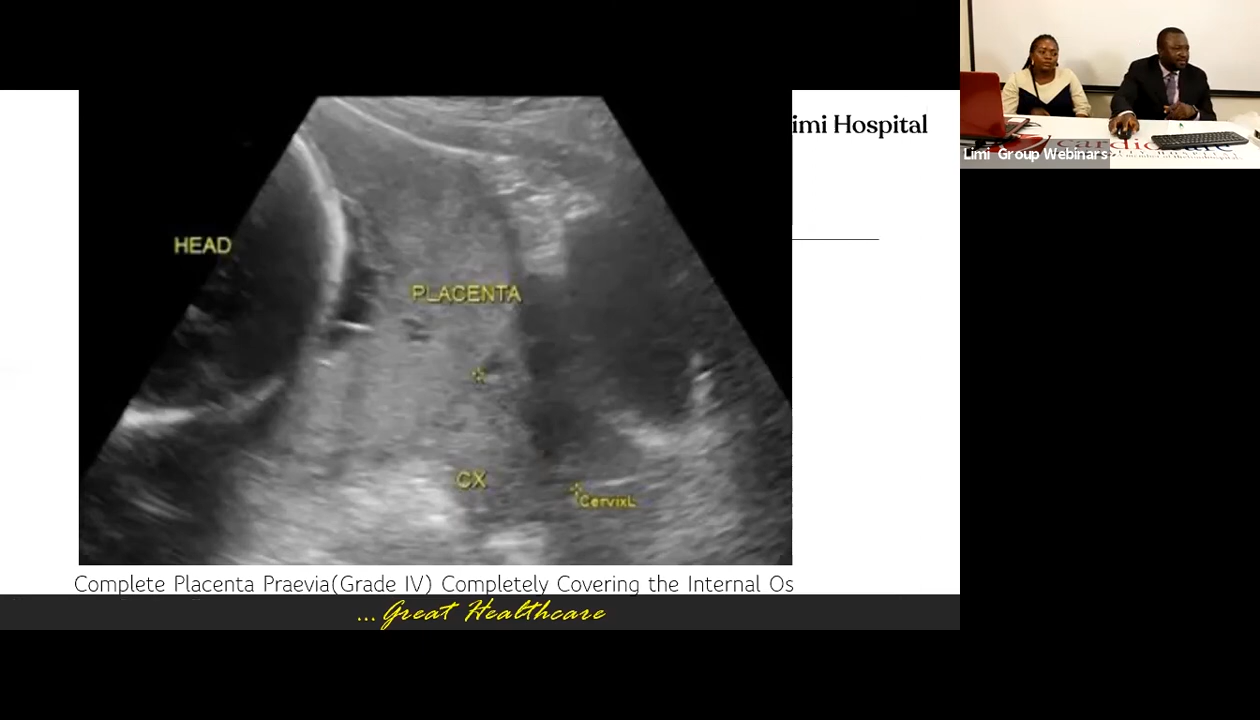 imi Hospital
HEAD
PLACENTA
CX
CervixL
Complete Placenta Praevia(Grade IV) Completely Covering the Internal Os
... Great Healthcare
Limi Group Webinars